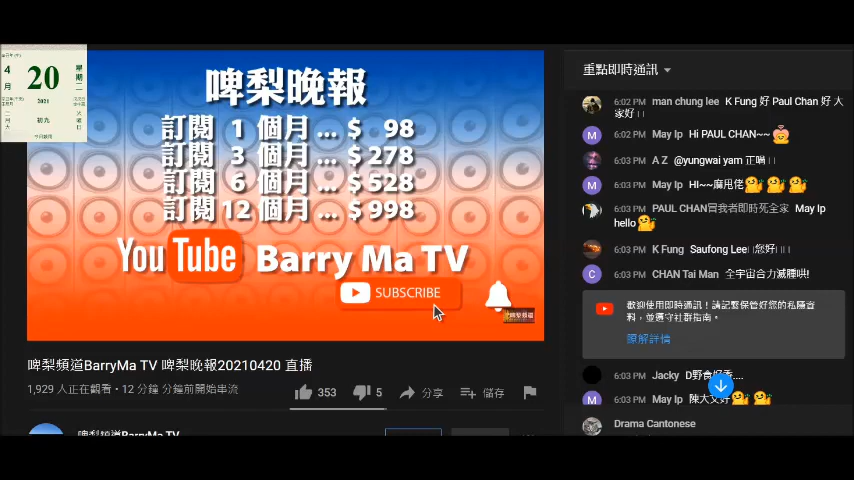 4
月
20
2021
初九
星
期
二
啤梨晚報
訂閱 1 個月 ... $ 98
訂閱 3 個月 ... $278
訂閱 6 個月 ... $528
訂閱 12 個月 ... $998
YouTube Barry Ma TV
SUBSCRIBE
啤梨頻道
啤梨頻道BarryMa TV 啤梨晚報20210420 直播
1,929 人正在觀看・12 分鐘 分鐘前開始串流
353
5
分享
儲存
啤梨頻道BarryMa TV
重點即時通訊
6:02 PM man chung lee K Fung 好 Paul Chan 好 大
家好
6:02 PM May Ip Hi PAUL CHAN~~
6:03 PM A Z @yungwai yam 正喎
6:03 PM May Ip HI~~麻甩佬
6:03 PM PAUL CHAN冒我者即時死全家 May Ip
hello
6:03 PM K Fung Saufong Lee 您好
6:03 PM CHAN Tai Man 全宇宙合力滅腫哄!
歡迎使用即時通訊！請記緊保管好您的私隱資
料，並遵守社群指南。
瞭解詳情
6:03 PM Jacky D野食好香....
6:03 PM May Ip 陳大文好
Drama Cantonese